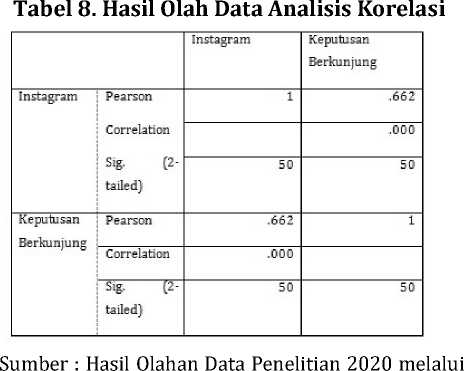 Tabel 8. Hasil Olah Data Analisis Korelasi
Instagram Keputusan
Berkunjung
Instagram Pearson 1 .662
Correlation .000
Sig. (2- 50 50
tailed)
Keputusan Pearson .662 1
Berkunjung
Correlation .000
Sig. (2- 50 50
tailed)
Sumber : Hasil Olahan Data Penelitian 2020 melalui